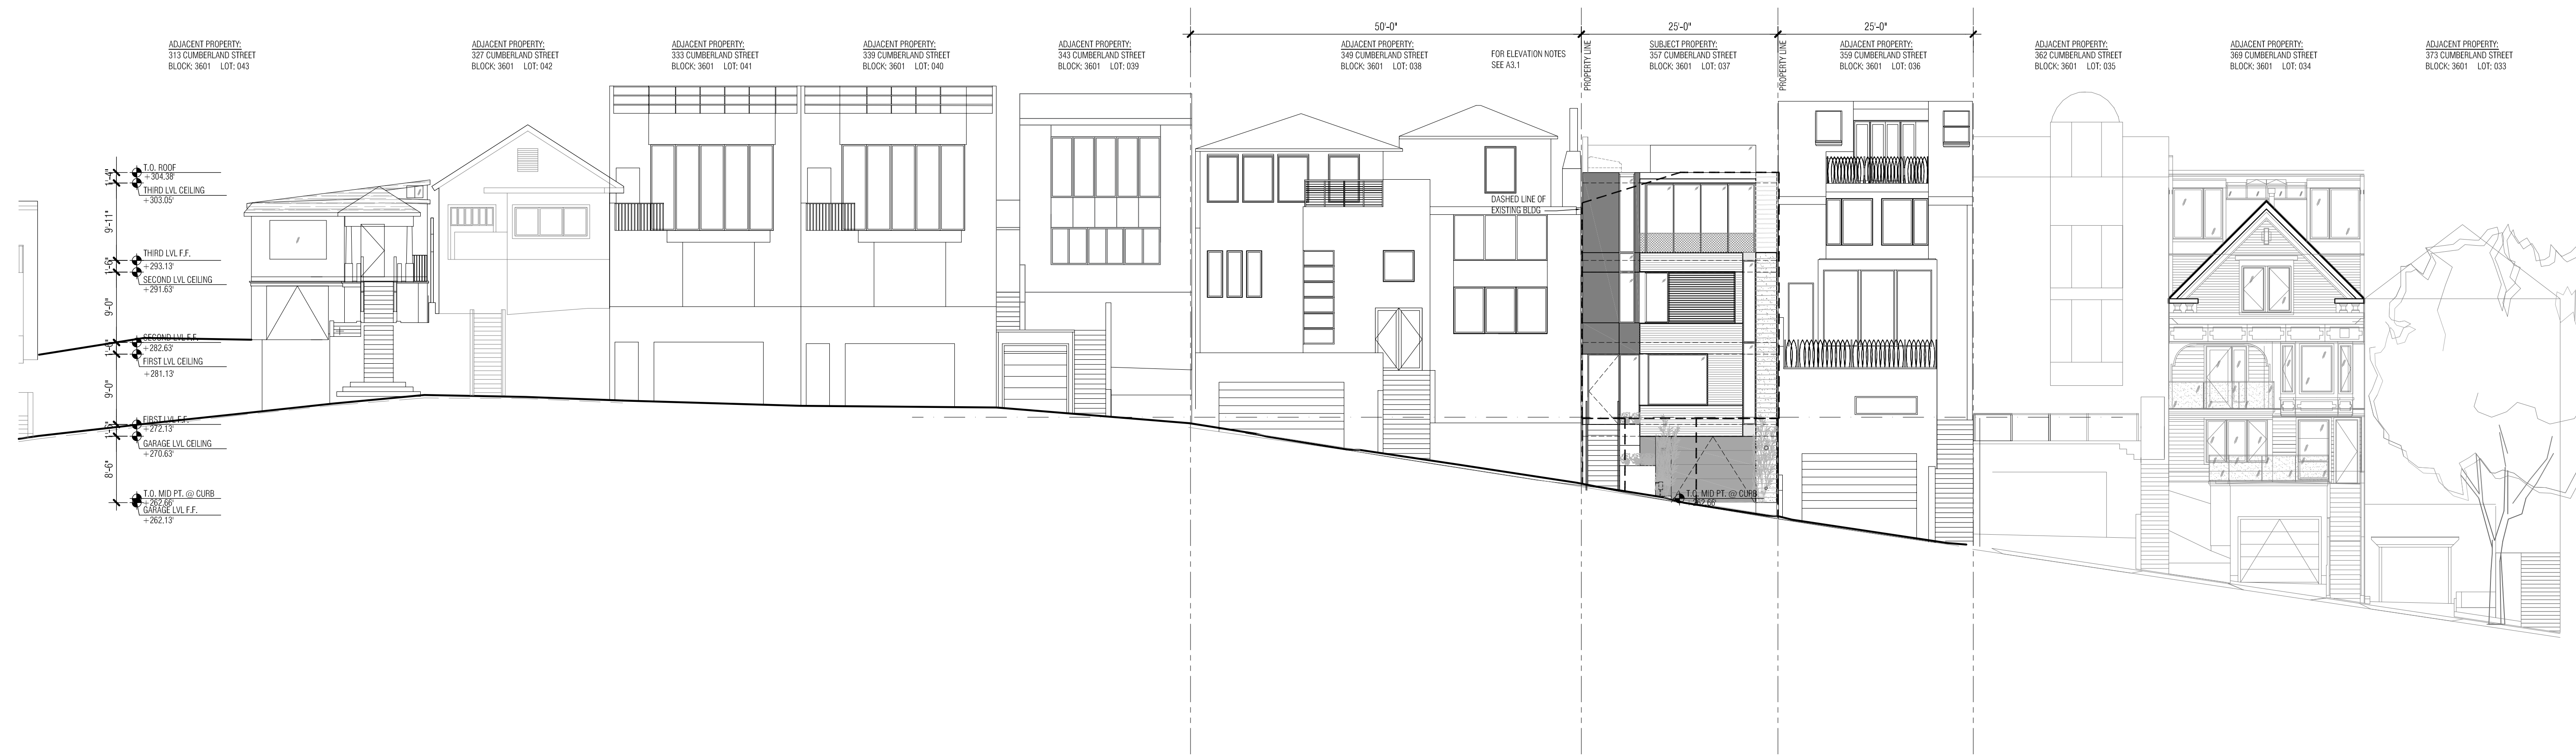 50'-0"
25'-0"
25'-0"
ADJACENT PROPERTY:
313 CUMBERLAND STREET
BLOCK: 3601 LOT: 043
ADJACENT PROPERTY:
327 CUMBERLAND STREET
BLOCK: 3601 LOT: 042
ADJACENT PROPERTY:
333 CUMBERLAND STREET
BLOCK: 3601 LOT: 041
ADJACENT PROPERTY:
339 CUMBERLAND STREET
BLOCK: 3601 LOT: 040
ADJACENT PROPERTY:
343 CUMBERLAND STREET
BLOCK: 3601 LOT: 039
ADJACENT PROPERTY:
349 CUMBERLAND STREET
BLOCK: 3601 LOT: 038
FOR ELEVATION NOTES
SEE A3.1
PROPERTY LINE
SUBJECT PROPERTY:
357 CUMBERLAND STREET
BLOCK: 3601 LOT: 037
PROPERTY LINE
ADJACENT PROPERTY:
359 CUMBERLAND STREET
BLOCK: 3601 LOT: 036
ADJACENT PROPERTY:
362 CUMBERLAND STREET
BLOCK: 3601 LOT: 035
ADJACENT PROPERTY:
369 CUMBERLAND STREET
BLOCK: 3601 LOT: 034
ADJACENT PROPERTY:
373 CUMBERLAND STREET
BLOCK: 3601 LOT: 033
T.O. ROOF
+304.38'
THIRD LVL CEILING
+303.05'
9'-11"
THIRD LVL F.F.
+293.13'
1'-6"
SECOND LVL CEILING
+291.63'
9'-0"
SECOND LVL F.F.
+282.63'
1'-6"
FIRST LVL CEILING
+281.13'
9'-0"
FIRST LVL F.F.
+272.13'
1'-6"
GARAGE LVL CEILING
+270.63'
8'-6"
T.O. MID PT. @ CURB
+262.66'
GARAGE LVL F.F.
+262.13'
DASHED LINE OF
EXISTING BLDG
T.O. MID PT. @ CURB
+262.66'